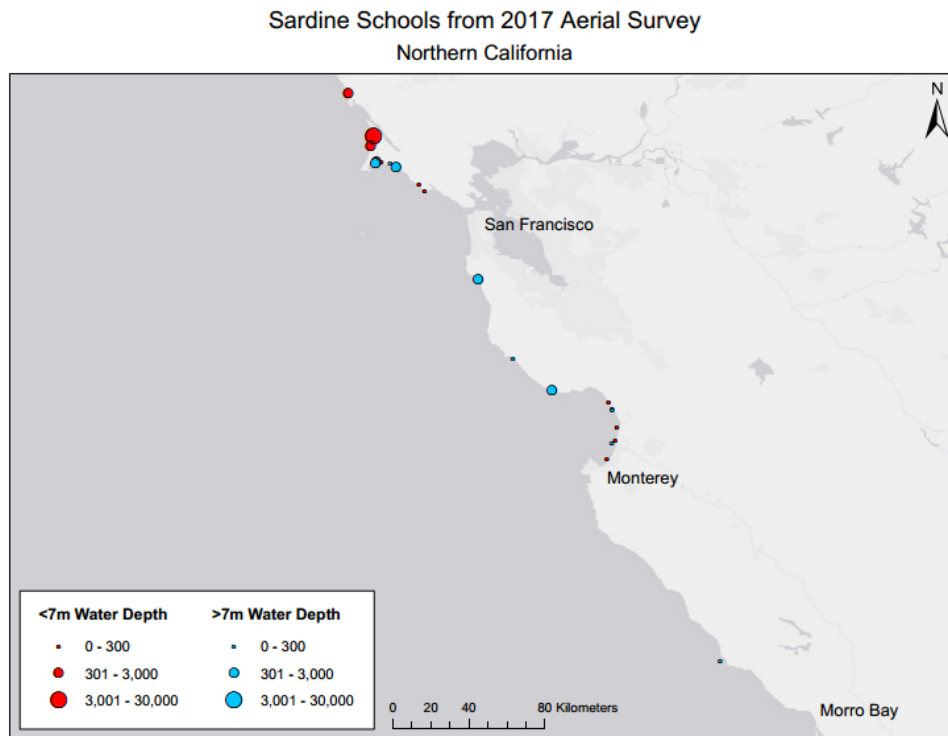 Sardine Schools from 2017 Aerial Survey
Northern California
N
San Francisco
Monterey
Morro Bay
<7m Water Depth >7m Water Depth
0 - 300 0 - 300
301 - 3,000 301 - 3,000
3,001 - 30,000 3,001 - 30,000
0 20 40 80 Kilometers